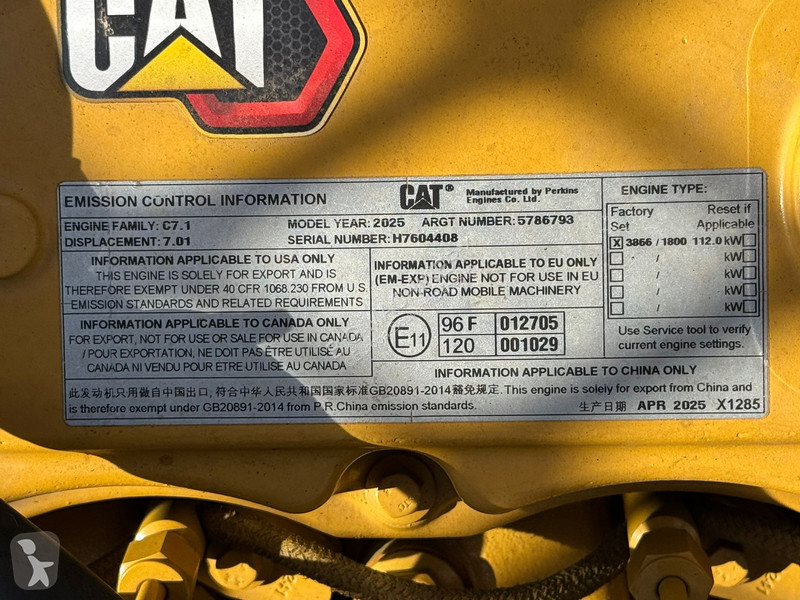 CAT
EMISSION CONTROL INFORMATION
CAT® Manufactured by Perkins
Engines Co. Ltd.
ENGINE FAMILY: C7.1
MODEL YEAR: 2025 ARGT NUMBER: 5786793
DISPLACEMENT: 7.01
SERIAL NUMBER: H7604408
INFORMATION APPLICABLE TO USA ONLY
THIS ENGINE IS SOLELY FOR EXPORT AND IS
THEREFORE EXEMPT UNDER 40 CFR 1068.230 FROM U.S.
EMISSION STANDARDS AND RELATED REQUIREMENTS
INFORMATION APPLICABLE TO CANADA ONLY
FOR EXPORT, NOT FOR USE OR SALE FOR USE IN CANADA
/ POUR EXPORTATION, NE DOIT PAS ÊTRE UTILISÉ AU
CANADA NI VENDU POUR ÊTRE UTILISÉ AU CANADA
INFORMATION APPLICABLE TO EU ONLY
(EM-EXP) ENGINE NOT FOR USE IN EU
NON-ROAD MOBILE MACHINERY
E11
96 F 012705
120 001029
ENGINE TYPE:
Factory Set
Reset if Applicable
X 3866 / 1800 112.0 kW
/ kW
/ kW
/ kW
Use Service tool to verify
current engine settings.
INFORMATION APPLICABLE TO CHINA ONLY
此发动机只用做自中国出口, 符合中华人民共和国国家标准GB20891-2014豁免规定. This engine is solely for export from China and
is therefore exempt under GB20891-2014 from P.R.China emission standards.
生产日期 APR 2025 X1285